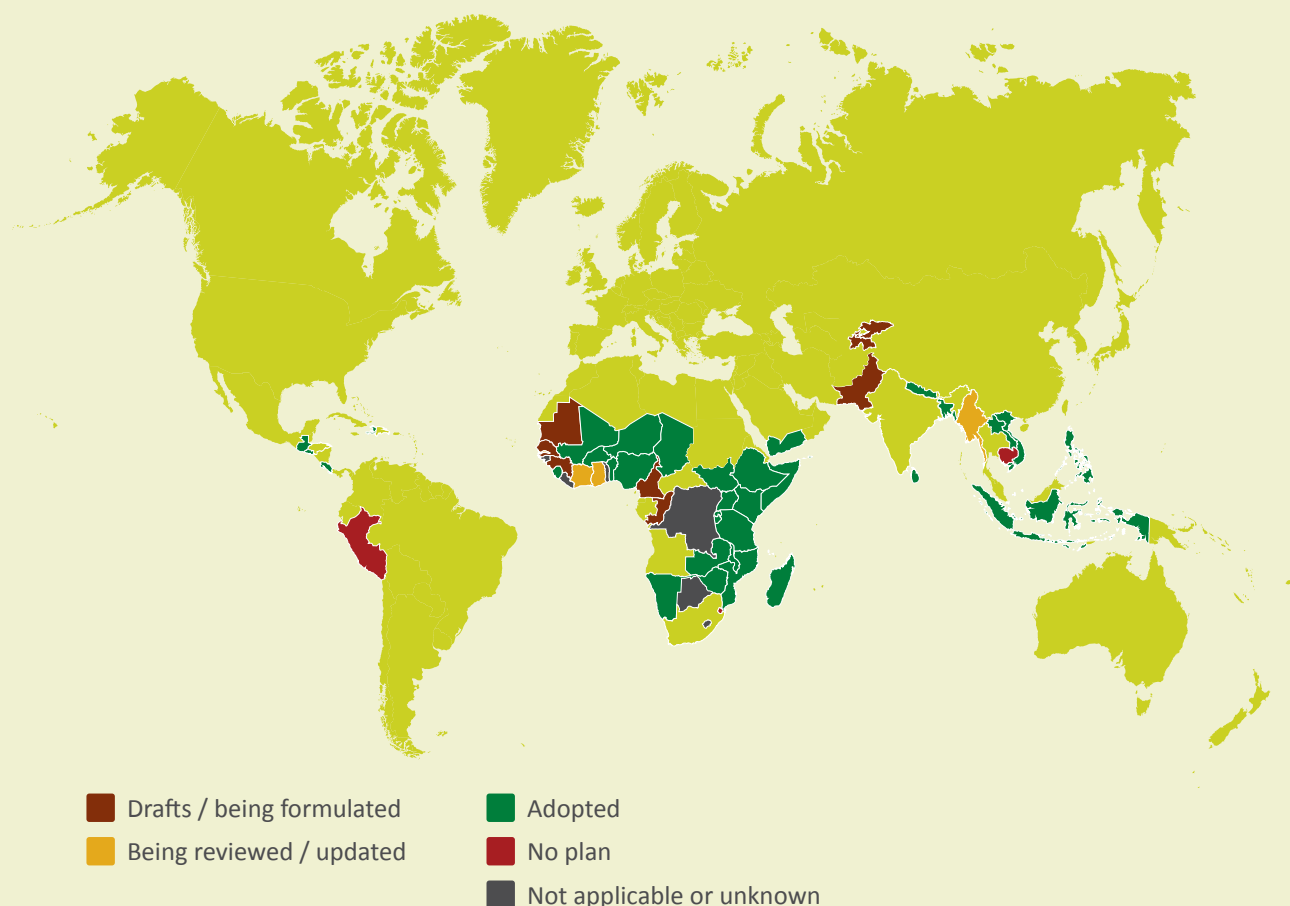 Drafts / being formulated
Being reviewed / updated
Adopted
No plan
Not applicable or unknown